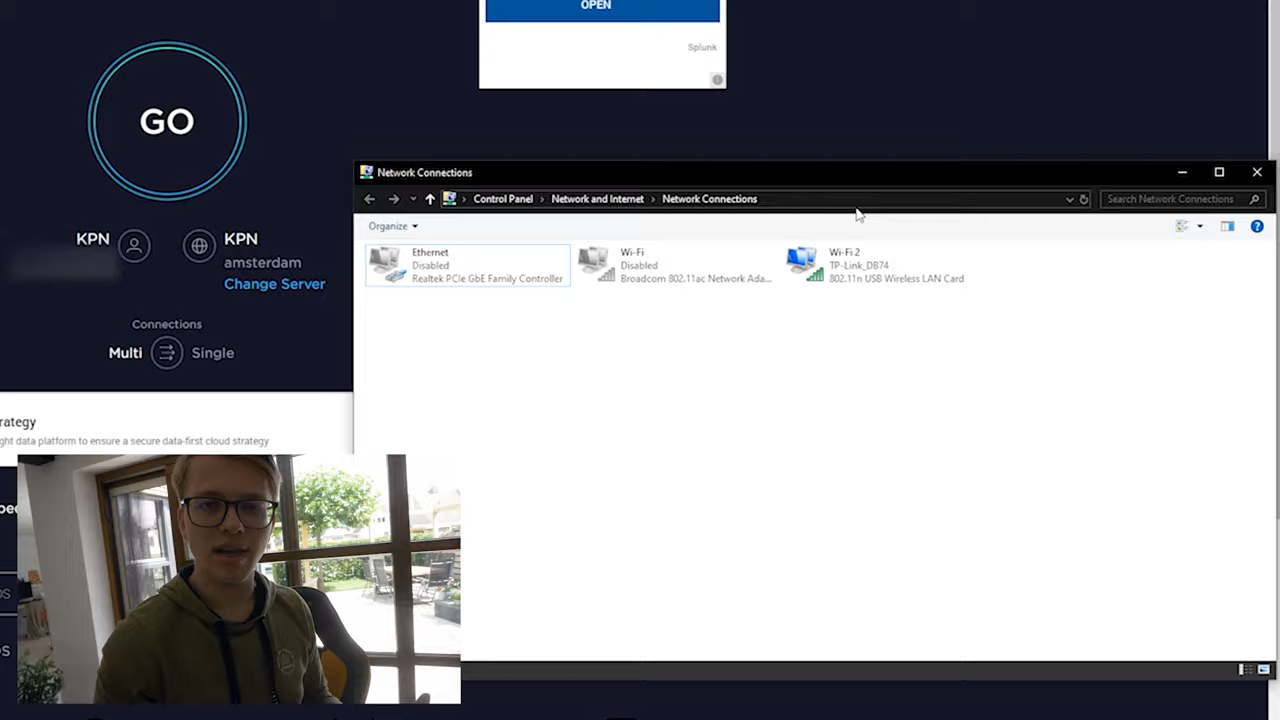 OPEN
Splunk
GO
KPN
KPN
amsterdam
Change Server
Connections
Multi
Single
Network Connections
Control Panel
Network and Internet
Network Connections
Search Network Connections
Organize
Ethernet
Disabled
Realtek PCIe GbE Family Controller
Wi-Fi
Disabled
Broadcom 802.11ac Network Ada...
Wi-Fi 2
TP-Link_DB74
802.11n USB Wireless LAN Card
rategy
ght data platform to ensure a secure data-first cloud strategy